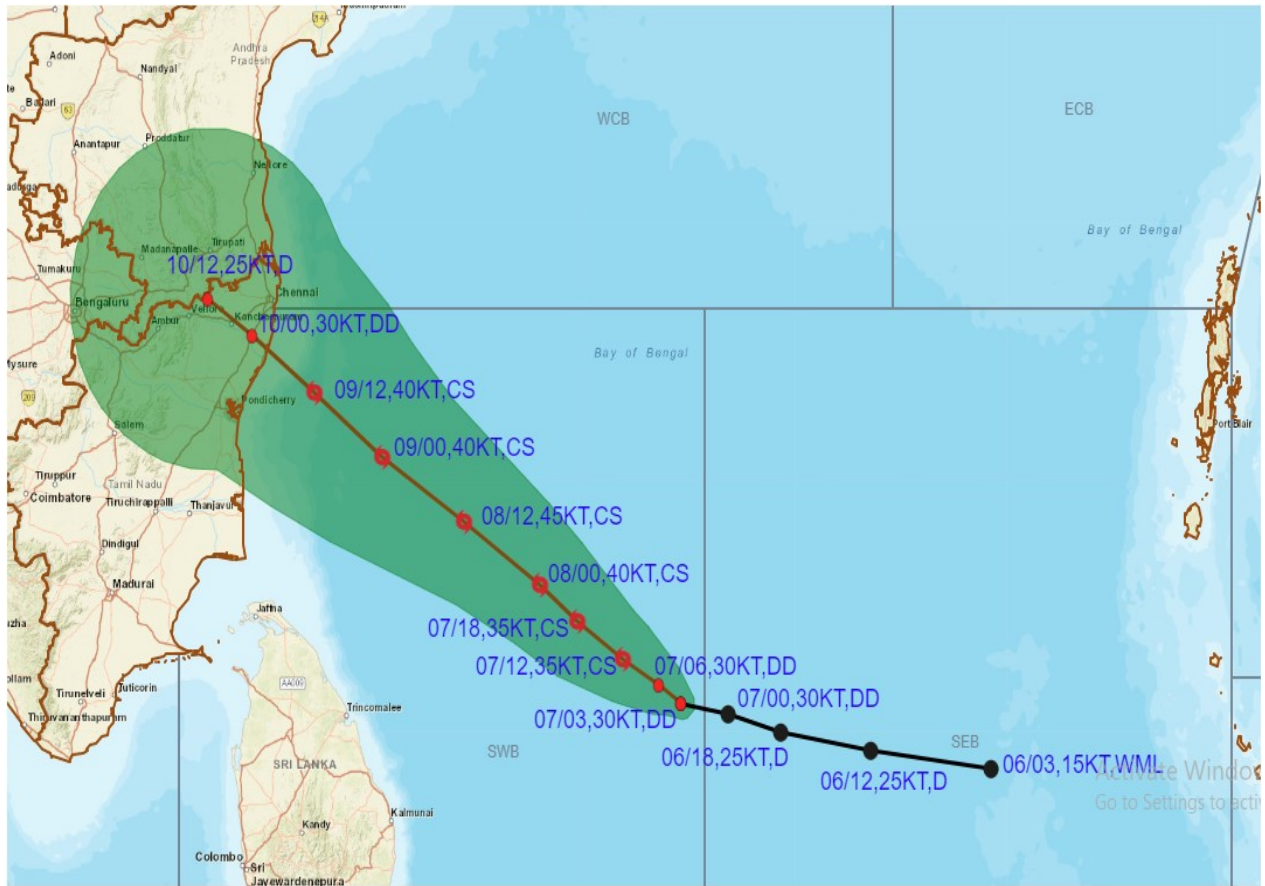 Andhra
Pradesh
Adoni
Nandyal
Ballari
63
Anantapur
Proddatur
Nellore
WCB
ECB
Bay of Bengal
Madanapalle
Tirupati
10/12,25KT,D
Tumakuru
Bengaluru
Chennai
Vellore
Kancheepuram
Ambur
10/00,30KT,DD
Bay of Bengal
Mysure
209
09/12,40KT,CS
Pondicherry
Salem
Port Blair
09/00,40KT,CS
Tiruppur
Coimbatore
Tamil Nadu
Tiruchirappalli
Thanjavur
08/12,45KT,CS
Dindigul
Madurai
08/00,40KT,CS
Jaffna
07/18,35KT,CS
07/12,35KT,CS
07/06,30KT,DD
AA009
Tirunelveli
Tuticorin
07/00,30KT,DD
Trincomalee
07/03,30KT,DD
Thiruvananthapuram
SWB
06/18,25KT,D
SEB
SRI LANKA
06/03,15KT,WML
06/12,25KT,D
Activate Windo
Go to Settings to activ
Kalmunai
Kandy
Colombo
Sri
Jayewardenepura